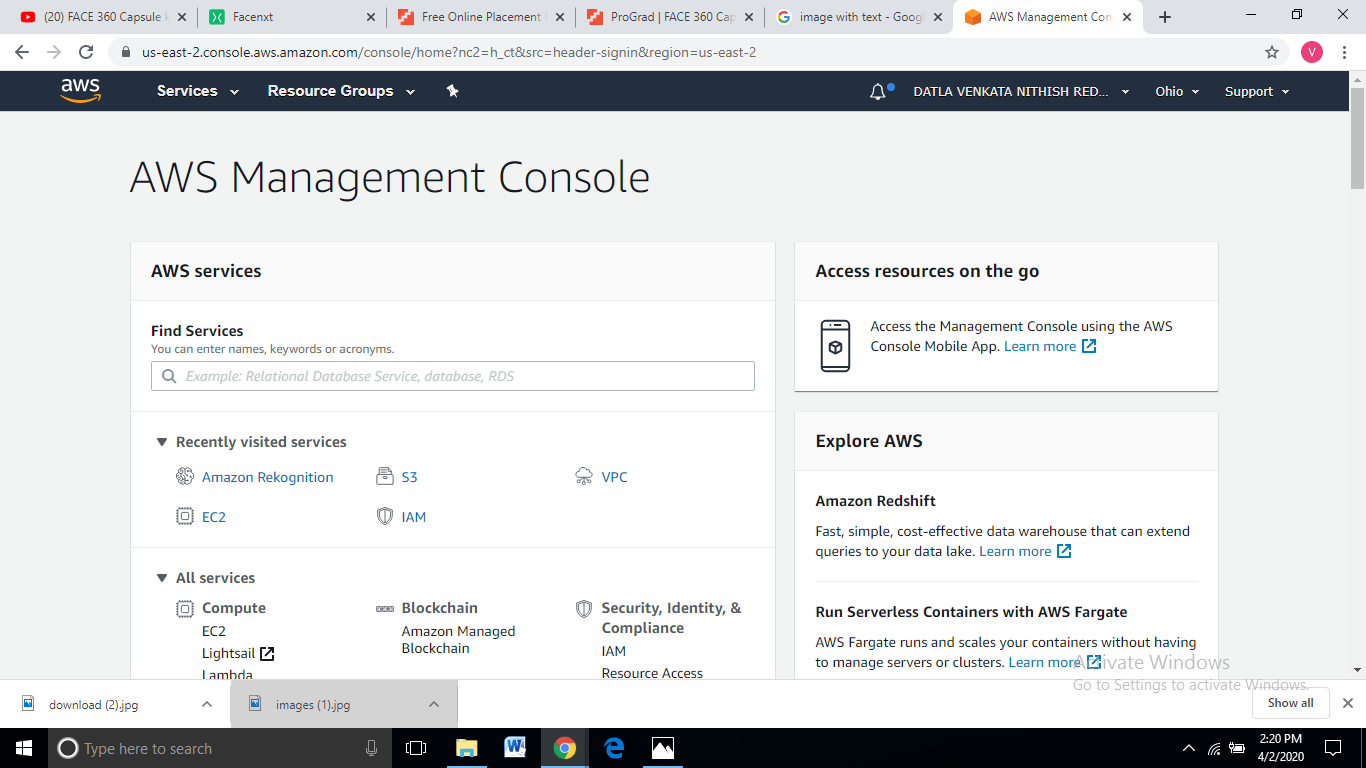 (20) FACE 360 Capsule
Facenxt
Free Online Placement
ProGrad | FACE 360 Cap
image with text - Goog
AWS Management Con
us-east-2.console.aws.amazon.com/console/home?nc2=h_ct&src=header-signin&region=us-east-2
V
aws
Services
Resource Groups
DATLA VENKATA NITHISH RED...
Ohio
Support
AWS Management Console
AWS services
Find Services
You can enter names, keywords or acronyms.
Example: Relational Database Service, database, RDS
Recently visited services
Amazon Rekognition
S3
VPC
EC2
IAM
All services
Compute
EC2
Lightsail
Lambda
Blockchain
Amazon Managed
Blockchain
Security, Identity, &
Compliance
IAM
Resource Access
Access resources on the go
Access the Management Console using the AWS
Console Mobile App. Learn more
Explore AWS
Amazon Redshift
Fast, simple, cost-effective data warehouse that can extend
queries to your data lake. Learn more
Run Serverless Containers with AWS Fargate
AWS Fargate runs and scales your containers without having
to manage servers or clusters. Learn more
Activate Windows
Go to Settings to activate Windows.
download (2).jpg
images (1).jpg
Show all
Type here to search
2:20 PM
4/2/2020